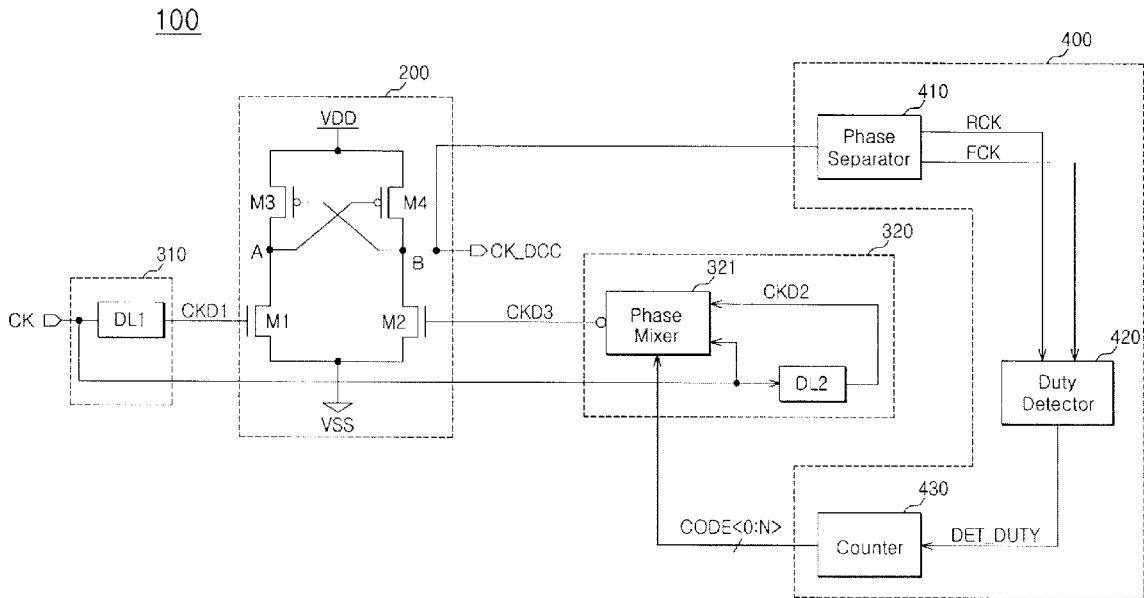 100
400
200
410
VDD
RCK
Phase
Separator
FCK
M3
M4
320
A
B
CK_DCC
310
321
CKD2
CKD1
CKD3
CK
DL1
M1
M2
Phase
Mixer
420
DL2
Duty
Detector
VSS
430
CODE<0:N>
DET_DUTY
Counter